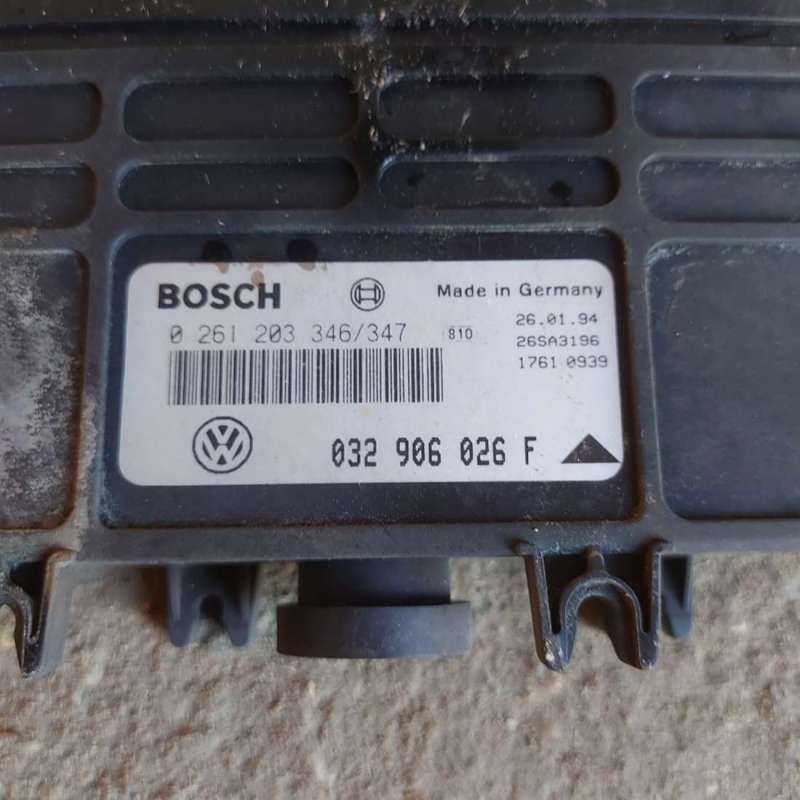 BOSCH
Made in Germany
0 261 203 346/347
810
26.01.94
26SA3196
1761 0939
VW
032 906 026 F